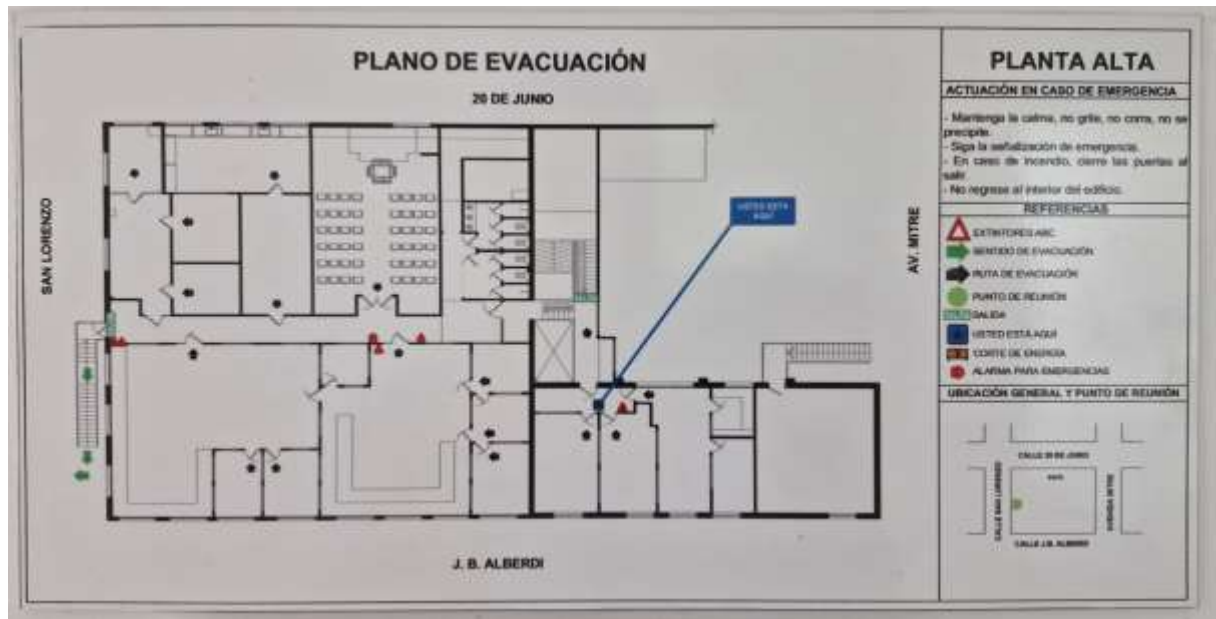 PLANO DE EVACUACIÓN
20 DE JUNIO
SAN LORENZO
USTED ESTA
AQUÍ
AV. MITRE
J. B. ALBERDI
PLANTA ALTA
ACTUACIÓN EN CASO DE EMERGENCIA
- Mantenga la calma, no grite, no corra, no se
precipite.
- Siga la señalización de emergencia.
- En caso de incendio, cierre las puertas al
salir.
- No regrese al interior del edificio.
REFERENCIAS
EXTINTORES ABC
SENTIDO DE EVACUACIÓN
RUTA DE EVACUACIÓN
PUNTO DE REUNIÓN
SALIDA
USTED ESTA AQUÍ
CORTE DE ENERGÍA
ALARMA PARA EMERGENCIAS
UBICACIÓN GENERAL Y PUNTO DE REUNIÓN
CALLE 20 DE JUNIO
CALLE SAN LORENZO
AVENIDA MITRE
CALLE J.B. ALBERDI